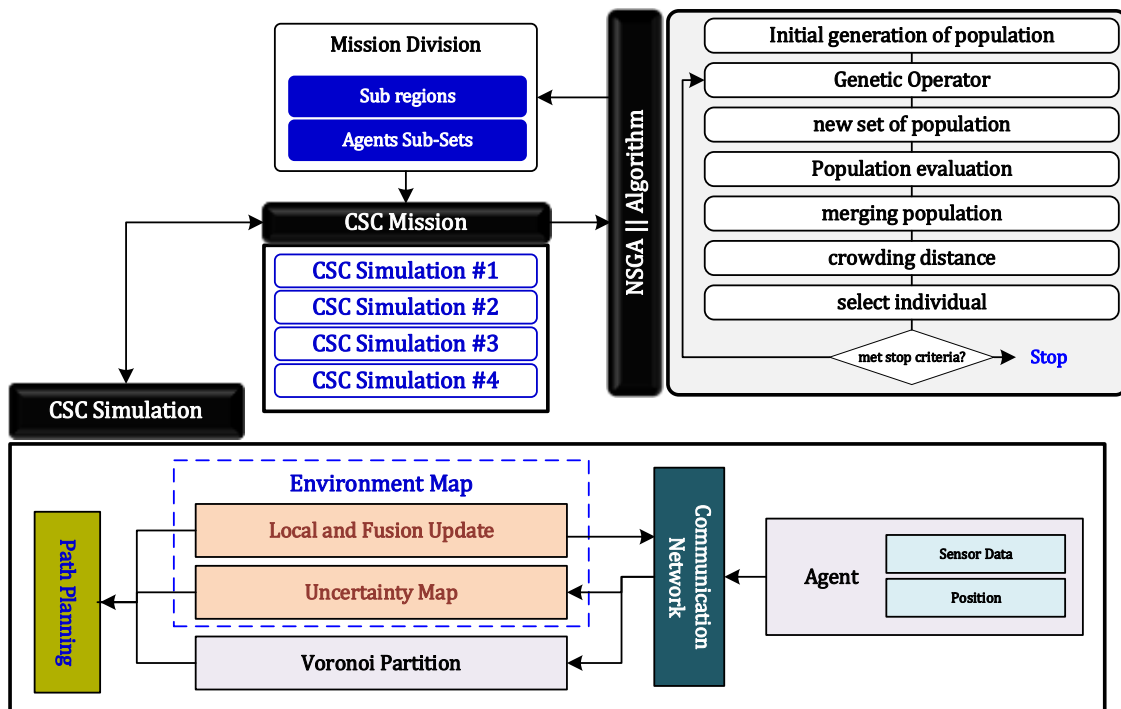 Mission Division
Sub regions
Agents Sub-Sets
CSC Mission
CSC Simulation #1
CSC Simulation #2
CSC Simulation #3
CSC Simulation #4
NSGA || Algorithm
Initial generation of population
Genetic Operator
new set of population
Population evaluation
merging population
crowding distance
select individual
met stop criteria?
Stop
CSC Simulation
Path Planning
Environment Map
Local and Fusion Update
Uncertainty Map
Voronoi Partition
Communication
Network
Agent
Sensor Data
Position